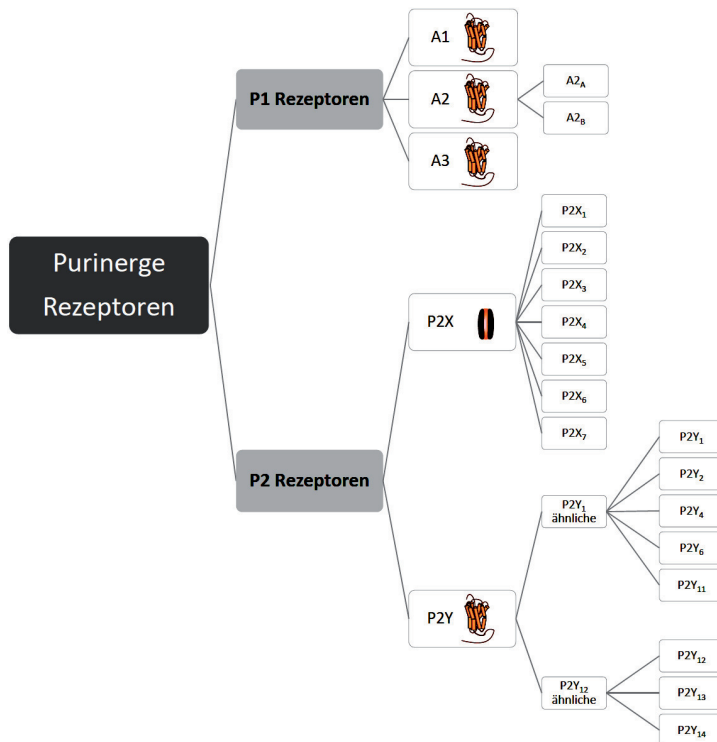 Purinerge
Rezeptoren
P1 Rezeptoren
A1
A2
A2A
A2B
A3
P2 Rezeptoren
P2X
P2X1
P2X2
P2X3
P2X4
P2X5
P2X6
P2X7
P2Y
P2Y1
ähnliche
P2Y1
P2Y2
P2Y4
P2Y6
P2Y11
P2Y12
ähnliche
P2Y12
P2Y13
P2Y14